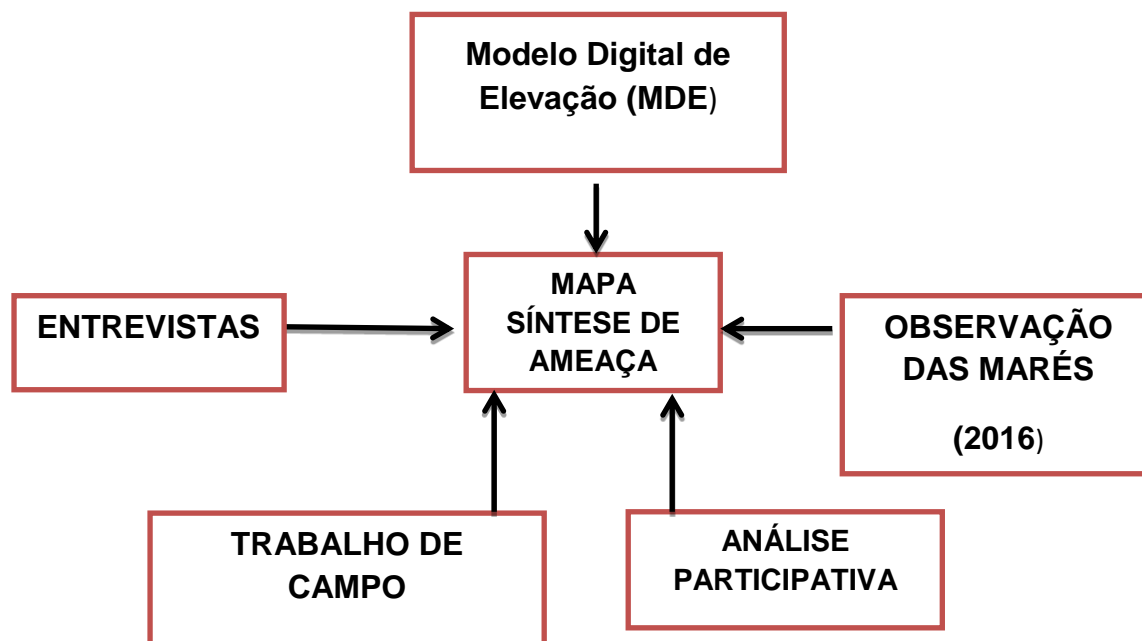 Modelo Digital de
Elevação (MDE)
MAPA
SÍNTESE DE
AMEAÇA
ENTREVISTAS
OBSERVAÇÃO
DAS MARÉS
(2016)
TRABALHO DE
CAMPO
ANÁLISE
PARTICIPATIVA